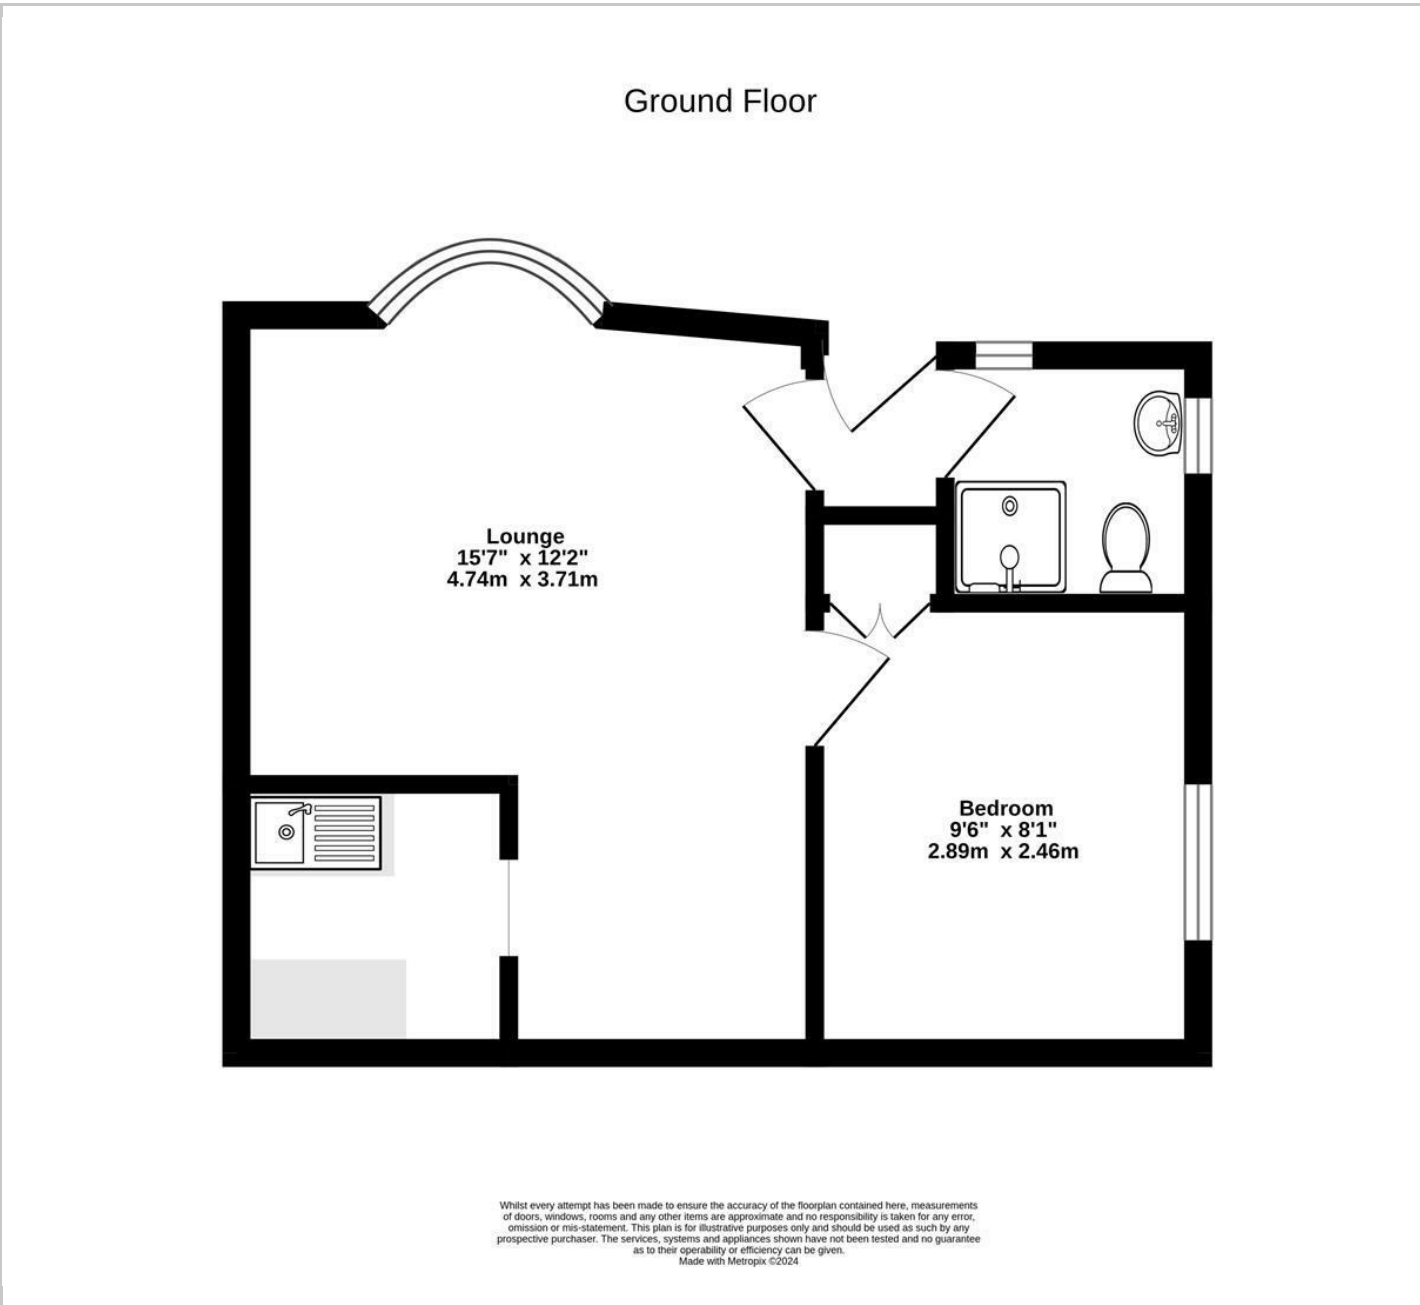 Ground Floor
Lounge
15'7" x 12'2"
4.74m x 3.71m
Bedroom
9'6" x 8'1"
2.89m x 2.46m
Whilst every attempt has been made to ensure the accuracy of the floorplan contained here, measurements
of doors, windows, rooms and any other items are approximate and no responsibility is taken for any error,
omission or mis-statement. This plan is for illustrative purposes only and should be used as such by any
prospective purchaser. The services, systems and appliances shown have not been tested and no guarantee
as to their operability or efficiency can be given.
Made with Metropix ©2024